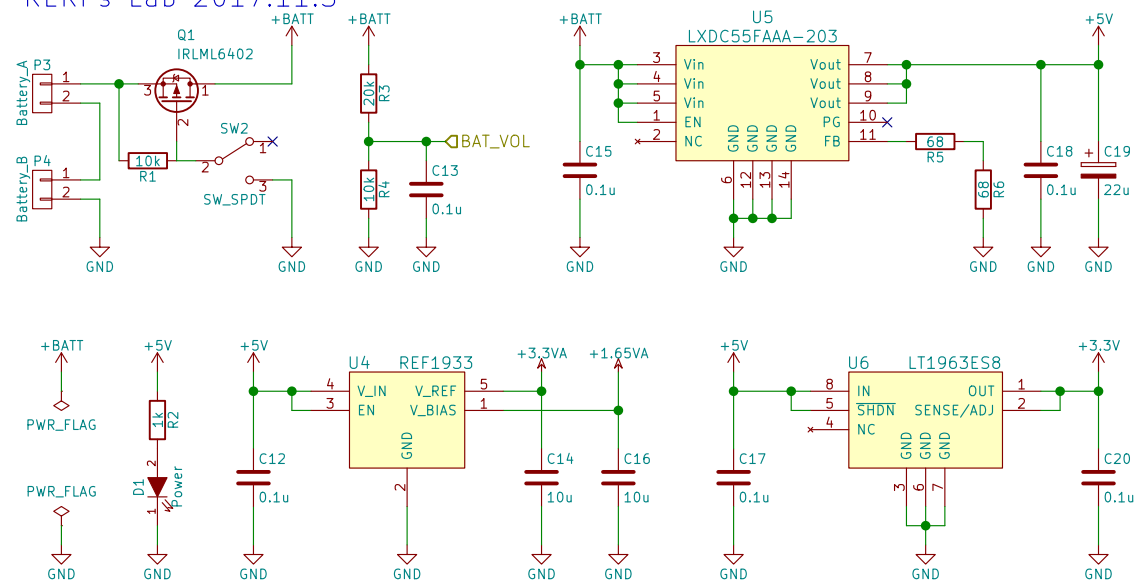 RERI's Lab 2017.11.5
+BATT
+BATT
Q1
IRLML6402
P3
Battery_A
1
2
3
1
2
SW2
1
2
3
SW_SPDT
10k
R1
P4
Battery_B
1
2
GND
GND
20k
R3
BAT_VOL
10k
R4
C13
0.1u
GND
GND
+BATT
U5
LXDC55FAAA-203
3 Vin
4 Vin
5 Vin
1 EN
2 NC
Vout 7
Vout 8
Vout 9
PG 10
FB 11
GND GND GND GND
6 12 13 14
C15
0.1u
GND
GND
68
R5
68
R6
GND
+5V
C18
0.1u
GND
C19
+
22u
GND
+BATT
PWR_FLAG
PWR_FLAG
GND
+5V
1k
R2
2
D1
Power
1
GND
+5V
U4 REF1933
4 V_IN
3 EN
V_REF 5
V_BIAS 1
GND
2
C12
0.1u
GND
GND
+3.3VA
+1.65VA
C14
10u
GND
C16
10u
GND
+5V
U6 LT1963ES8
8 IN
5 SHDN
4 NC
OUT 1
SENSE/ADJ 2
GND GND GND
3 6 7
C17
0.1u
GND
GND
+3.3V
C20
0.1u
GND